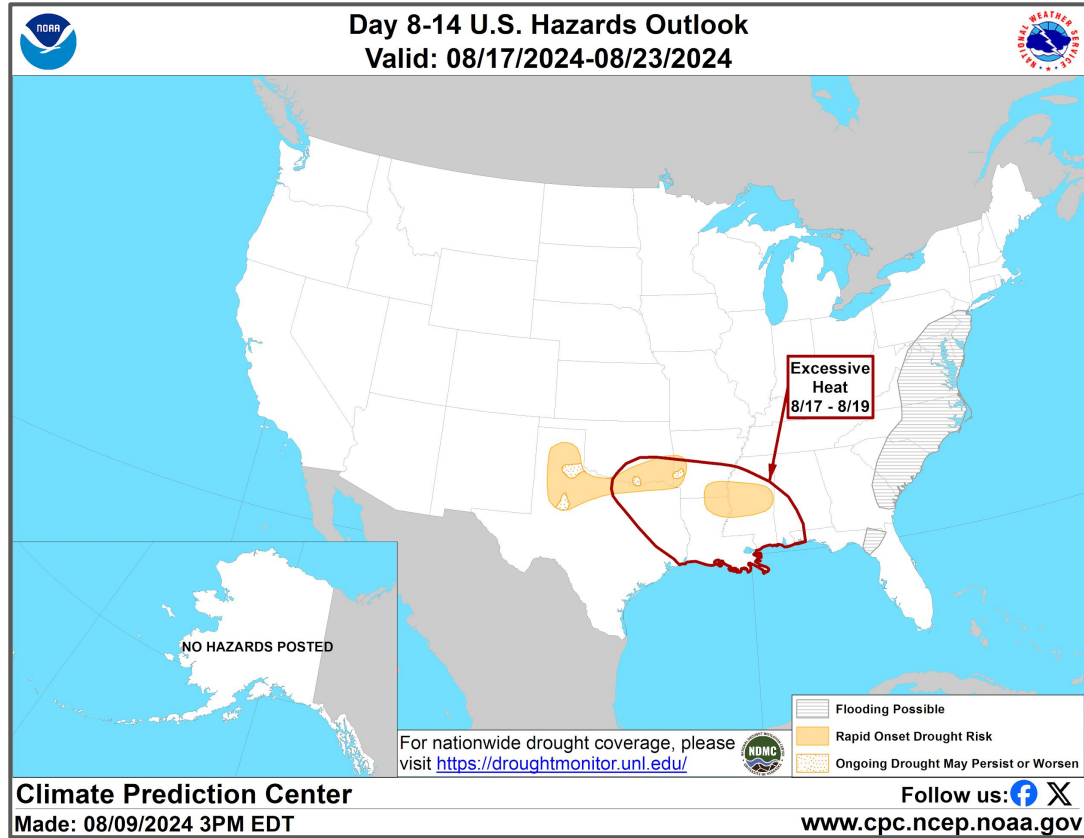 NOAA
Day 8-14 U.S. Hazards Outlook
Valid: 08/17/2024-08/23/2024
NATIONAL WEATHER SERVICE
Excessive
Heat
8/17 - 8/19
NO HAZARDS POSTED
Flooding Possible
Rapid Onset Drought Risk
Ongoing Drought May Persist or Worsen
For nationwide drought coverage, please
visit https://droughtmonitor.unl.edu/
NDMC
Climate Prediction Center
Follow us:
Made: 08/09/2024 3PM EDT
www.cpc.ncep.noaa.gov